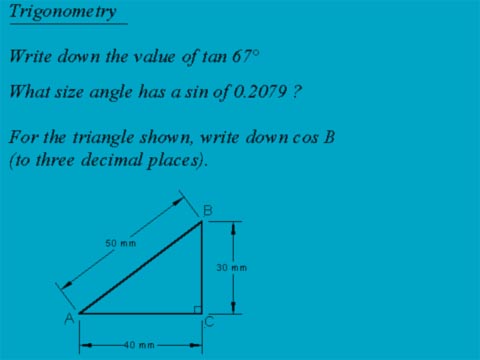 Trigonometry
Write down the value of tan 67°
What size angle has a sin of 0.2079 ?
For the triangle shown, write down cos B
(to three decimal places).
B
50 mm
30 mm
A
C
40 mm